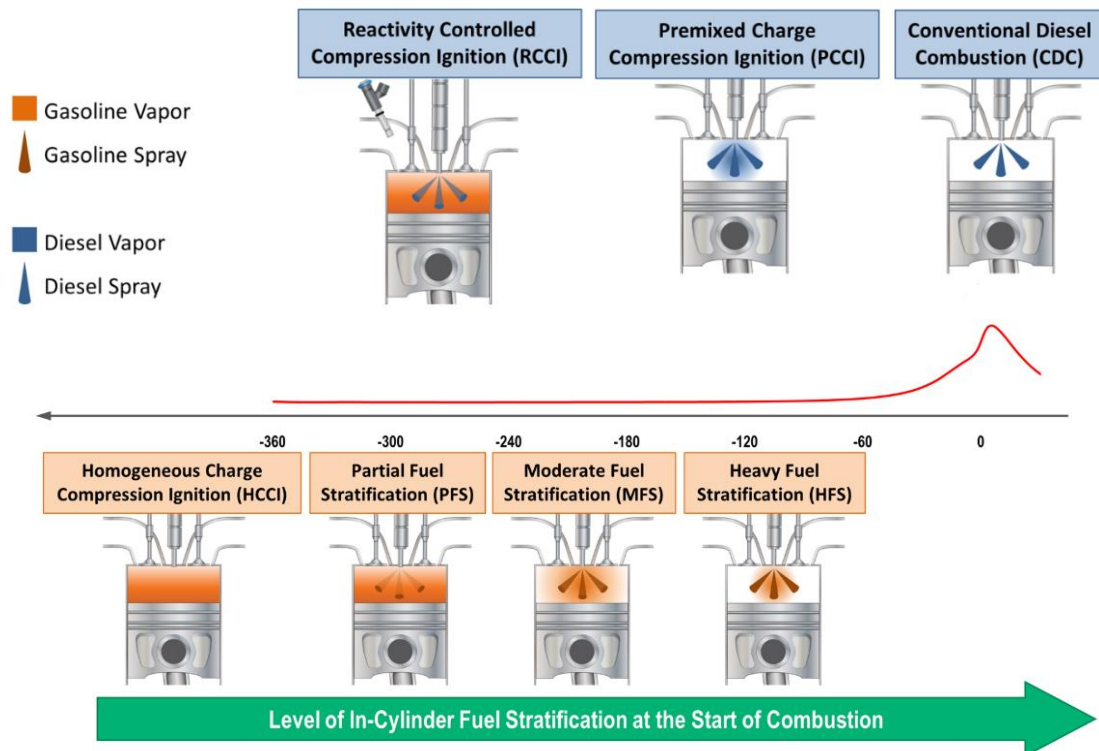 Reactivity Controlled
Compression Ignition (RCCI)
Premixed Charge
Compression Ignition (PCCI)
Conventional Diesel
Combustion (CDC)
Gasoline Vapor
Gasoline Spray
Diesel Vapor
Diesel Spray
-360
-300
-240
-180
-120
-60
0
Homogeneous Charge
Compression Ignition (HCCI)
Partial Fuel
Stratification (PFS)
Moderate Fuel
Stratification (MFS)
Heavy Fuel
Stratification (HFS)
Level of In-Cylinder Fuel Stratification at the Start of Combustion